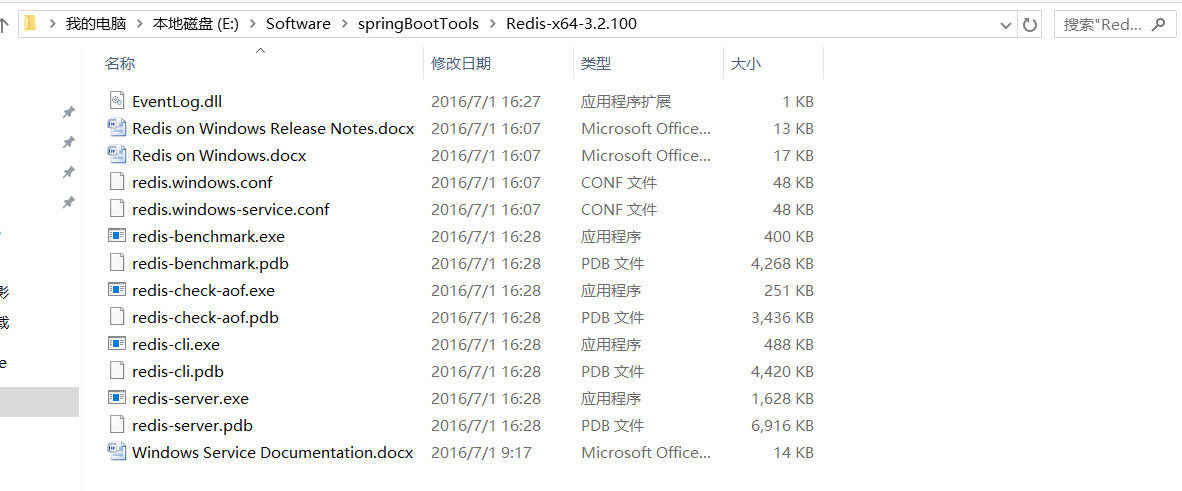 我的电脑 本地磁盘 (E:) Software springBootTools Redis-x64-3.2.100 搜索"Red...
名称 修改日期 类型 大小
EventLog.dll 2016/7/1 16:27 应用程序扩展 1 KB
Redis on Windows Release Notes.docx 2016/7/1 16:07 Microsoft Office... 13 KB
Redis on Windows.docx 2016/7/1 16:07 Microsoft Office... 17 KB
redis.windows.conf 2016/7/1 16:07 CONF 文件 48 KB
redis.windows-service.conf 2016/7/1 16:07 CONF 文件 48 KB
redis-benchmark.exe 2016/7/1 16:28 应用程序 400 KB
redis-benchmark.pdb 2016/7/1 16:28 PDB 文件 4,268 KB
redis-check-aof.exe 2016/7/1 16:28 应用程序 251 KB
redis-check-aof.pdb 2016/7/1 16:28 PDB 文件 3,436 KB
redis-cli.exe 2016/7/1 16:28 应用程序 488 KB
redis-cli.pdb 2016/7/1 16:28 PDB 文件 4,420 KB
redis-server.exe 2016/7/1 16:28 应用程序 1,628 KB
redis-server.pdb 2016/7/1 16:28 PDB 文件 6,916 KB
Windows Service Documentation.docx 2016/7/1 9:17 Microsoft Office... 14 KB